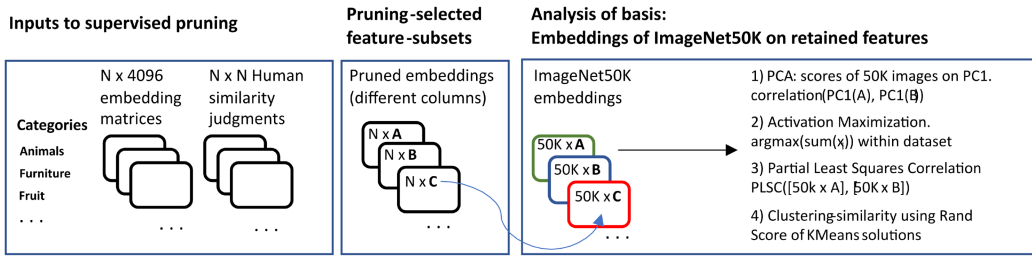 Inputs to supervised pruning
Pruning-selected
feature-subsets
Analysis of basis:
Embeddings of ImageNet50K on retained features
Categories
Animals
Furniture
Fruit
. . .
N x 4096
embedding
matrices
. . .
N x N Human
similarity
judgments
. . .
Pruned embeddings
(different columns)
N x A
N x B
N x C
. . .
ImageNet50K
embeddings
50K x A
50K x B
50K x C
. . .
1) PCA: scores of 50K images on PC1.
correlation(PC1(A), PC1(B))
2) Activation Maximization.
argmax(sum(x)) within dataset
3) Partial Least Squares Correlation
PLSC([50k x A], [50K x B])
4) Clustering-similarity using Rand
Score of KMeans solutions